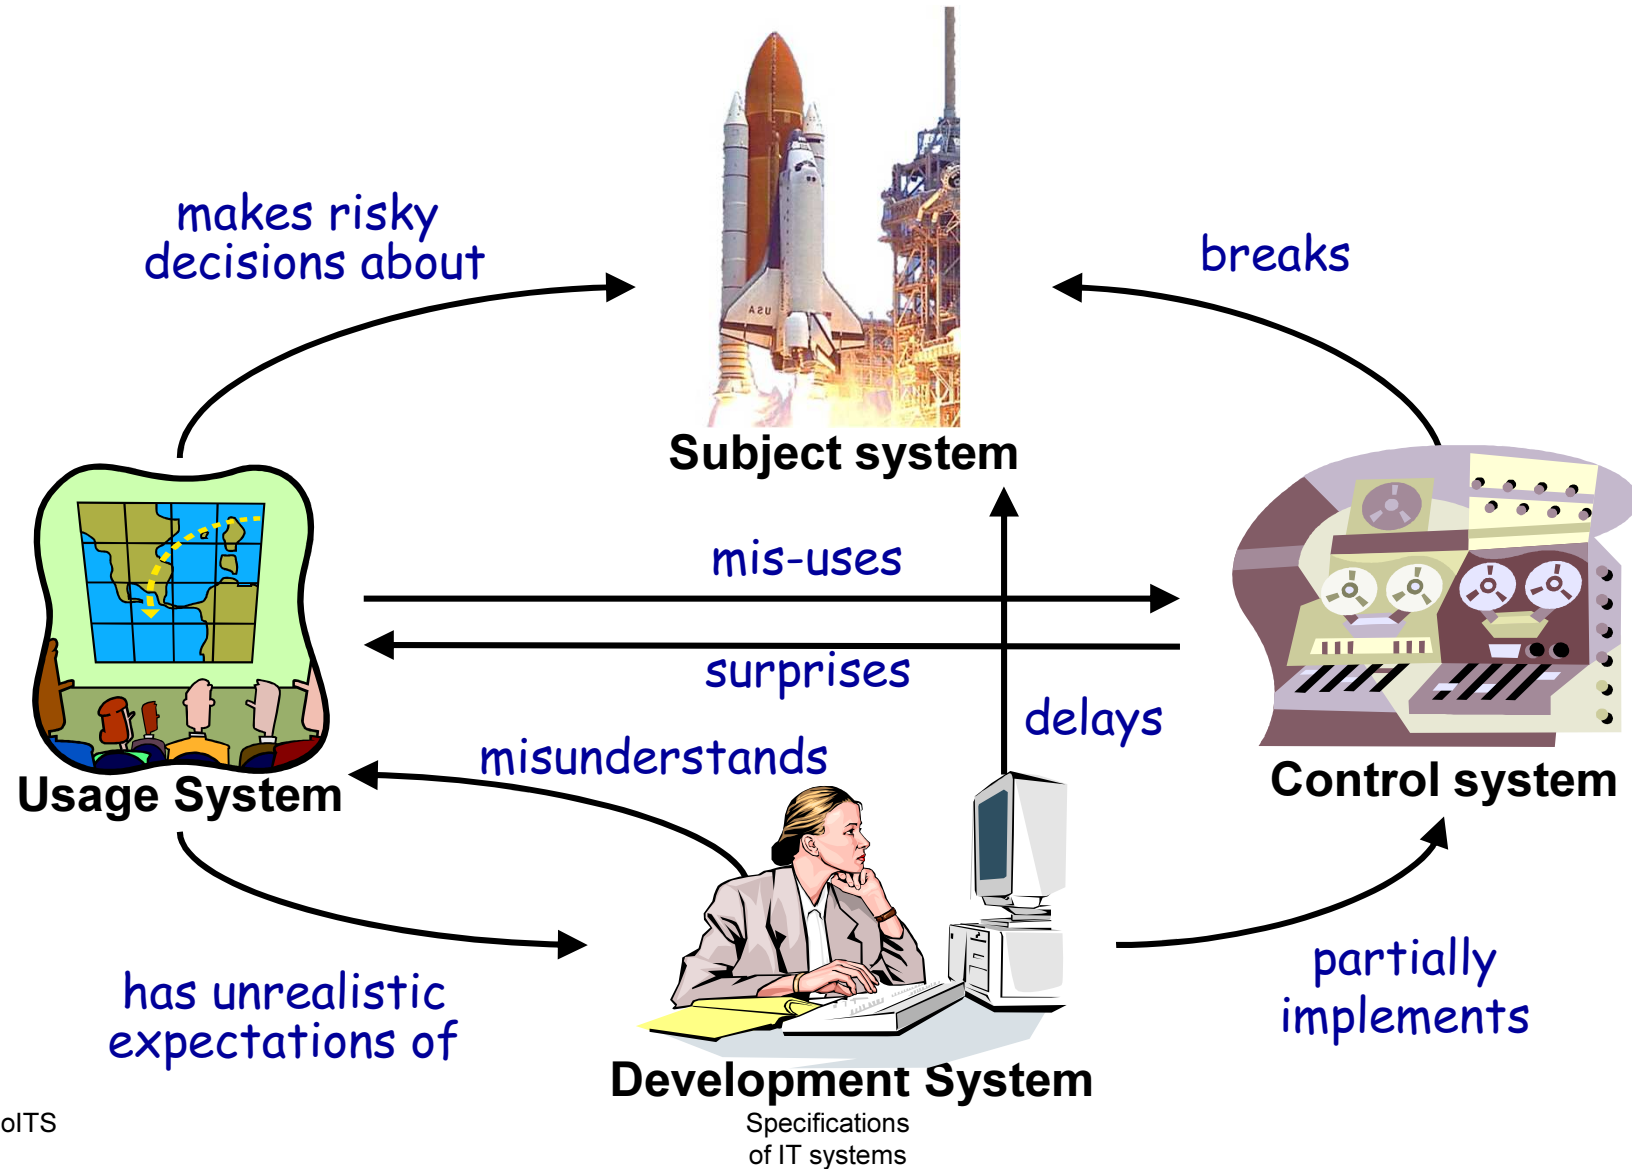 makes risky
decisions about
breaks
USA
Subject system
mis-uses
surprises
delays
misunderstands
Usage System
Control system
has unrealistic
expectations of
partially
implements
Development System
oITS
Specifications
of IT systems